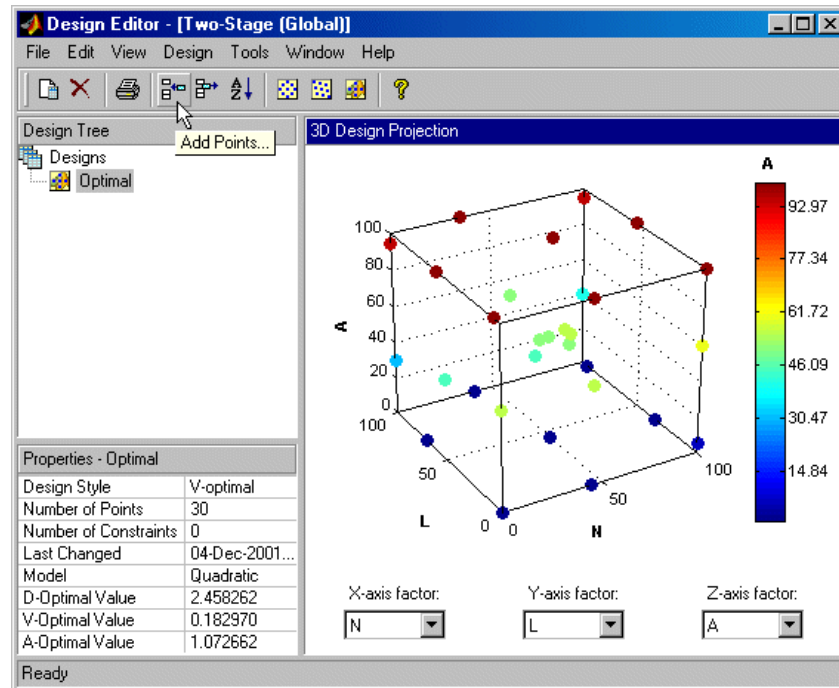 Design Editor - [Two-Stage (Global)]
File Edit View Design Tools Window Help
Add Points...
Design Tree
Designs
Optimal
Properties - Optimal
Design Style V-optimal
Number of Points 30
Number of Constraints 0
Last Changed 04-Dec-2001...
Model Quadratic
D-Optimal Value 2.458262
V-Optimal Value 0.182970
A-Optimal Value 1.072662
3D Design Projection
A
100
80
60
40
20
0
100
50
0
L
0
50
100
N
A
92.97
77.34
61.72
46.09
30.47
14.84
X-axis factor: Y-axis factor: Z-axis factor:
N L A
Ready